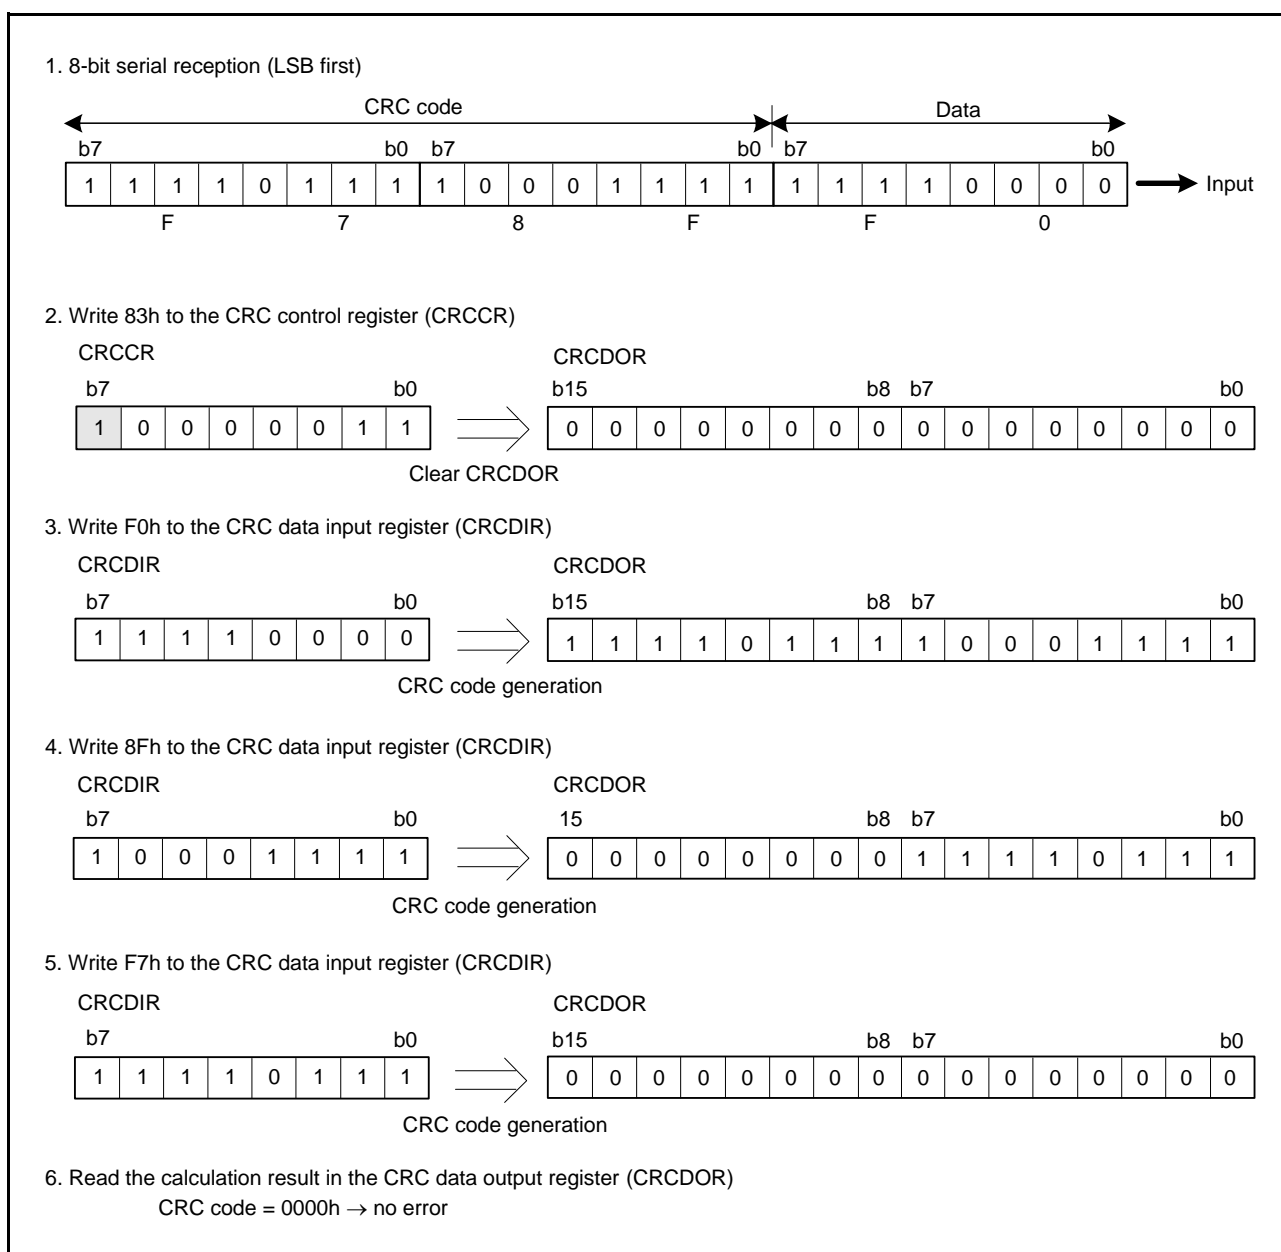 1. 8-bit serial reception (LSB first)
CRC code Data
b7 b0 b7 b0 b7 b0
1 1 1 1 0 1 1 1 1 0 0 0 1 1 1 1 1 1 1 1 0 0 0 0 Input
F 7 8 F F 0
2. Write 83h to the CRC control register (CRCCR)
CRCCR CRCDOR
b7 b0 b15 b8 b7 b0
1 0 0 0 0 0 1 1 0 0 0 0 0 0 0 0 0 0 0 0 0 0 0 0
Clear CRCDOR
3. Write F0h to the CRC data input register (CRCDIR)
CRCDIR CRCDOR
b7 b0 b15 b8 b7 b0
1 1 1 1 0 0 0 0 1 1 1 1 0 1 1 1 1 0 0 0 1 1 1 1
CRC code generation
4. Write 8Fh to the CRC data input register (CRCDIR)
CRCDIR CRCDOR
b7 b0 15 b8 b7 b0
1 0 0 0 1 1 1 1 0 0 0 0 0 0 0 0 1 1 1 1 0 1 1 1
CRC code generation
5. Write F7h to the CRC data input register (CRCDIR)
CRCDIR CRCDOR
b7 b0 b15 b8 b7 b0
1 1 1 1 0 1 1 1 0 0 0 0 0 0 0 0 0 0 0 0 0 0 0 0
CRC code generation
6. Read the calculation result in the CRC data output register (CRCDOR)
CRC code = 0000h → no error